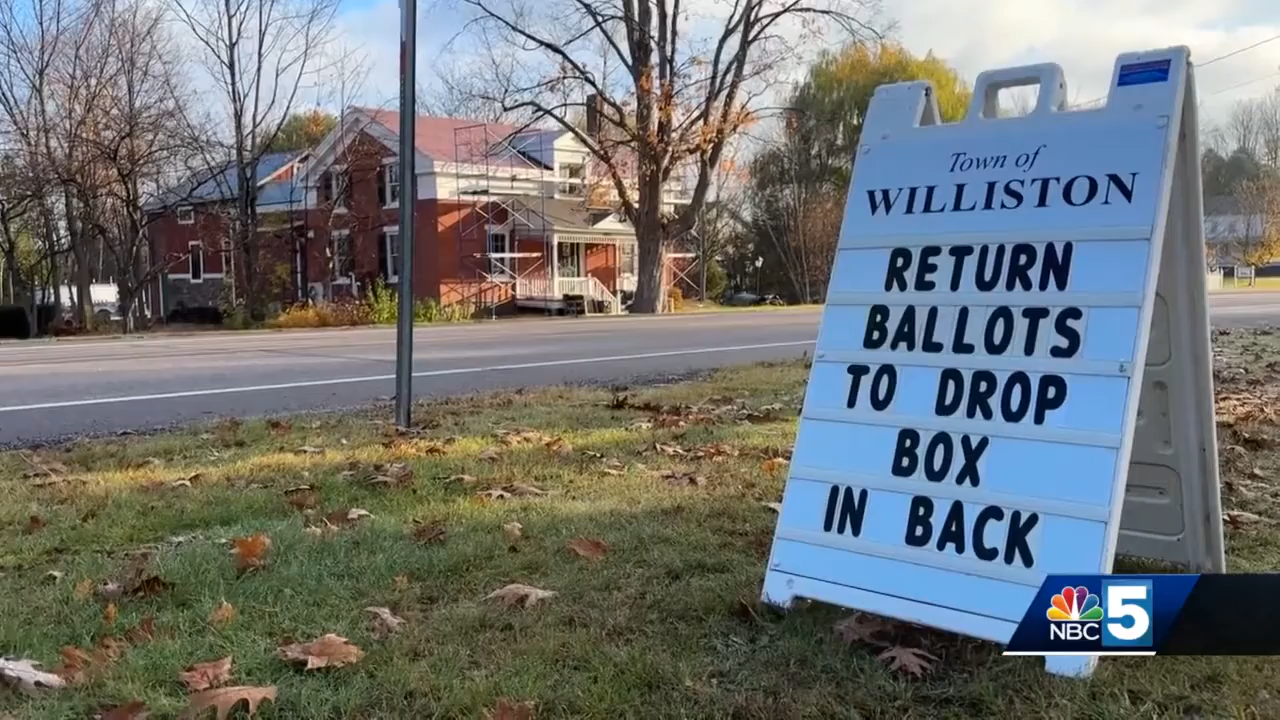 Town of
WILLISTON
RETURN
BALLOTS
TO DROP
BOX
IN BACK
NBC 5